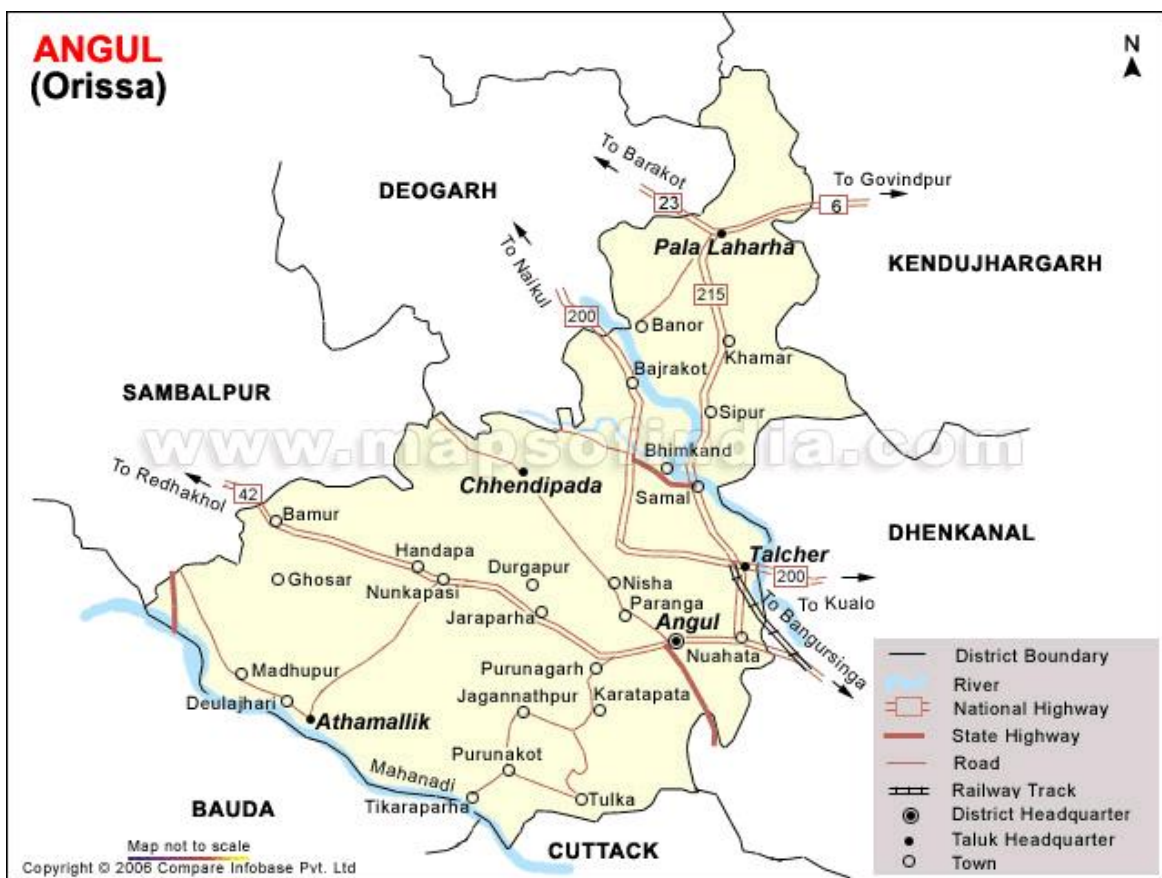 ANGUL
(Orissa)
N
To Barakot
23
To Govindpur
6
DEOGARH
Pala Laharha
KENDUJHARGARH
To Naikul
215
200
Banor
Khamar
Bajrakot
SAMBALPUR
Sipur
www.mapsofindia.com
Bhimkand
To Redhakhol
Chhendipada
Samal
42
Bamur
DHENKANAL
Handapa
Talcher
Ghosar
Durgapur
Nisha
200
Nunkapasi
To Kualo
Jaraparha
Paranga
To Bangursinga
Angul
Nuahata
Madhupur
Purunagarh
Deulajhari
Jagannathpur
Karatapata
Athamallik
Purunakot
Mahanadi
Tikaraparha
Tulka
BAUDA
CUTTACK
District Boundary
River
National Highway
State Highway
Road
Railway Track
District Headquarter
Taluk Headquarter
Town
Map not to scale
Copyright © 2006 Compare Infobase Pvt. Ltd